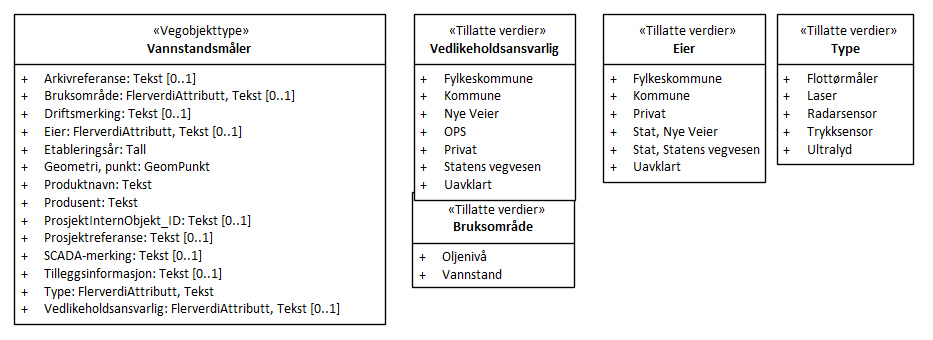 «Vegobjekttype»
Vannstandsmåler
+ Arkivreferanse: Tekst [0..1]
+ Bruksområde: FlerverdiAttributt, Tekst [0..1]
+ Driftsmerking: Tekst [0..1]
+ Eier: FlerverdiAttributt, Tekst [0..1]
+ Etableringsår: Tall
+ Geometri, punkt: GeomPunkt
+ Produktnavn: Tekst
+ Produsent: Tekst
+ ProsjektInternObjekt_ID: Tekst [0..1]
+ Prosjektreferanse: Tekst [0..1]
+ SCADA-merking: Tekst [0..1]
+ Tilleggsinformasjon: Tekst [0..1]
+ Type: FlerverdiAttributt, Tekst
+ Vedlikeholdsansvarlig: FlerverdiAttributt, Tekst [0..1]
«Tillatte verdier»
Vedlikeholdsansvarlig
+ Fylkeskommune
+ Kommune
+ Nye Veier
+ OPS
+ Privat
+ Statens vegvesen
+ Uavklart
«Tillatte verdier»
Bruksområde
+ Oljenivå
+ Vannstand
«Tillatte verdier»
Eier
+ Fylkeskommune
+ Kommune
+ Privat
+ Stat, Nye Veier
+ Stat, Statens vegvesen
+ Uavklart
«Tillatte verdier»
Type
+ Flottørmåler
+ Laser
+ Radarsensor
+ Trykksensor
+ Ultralyd